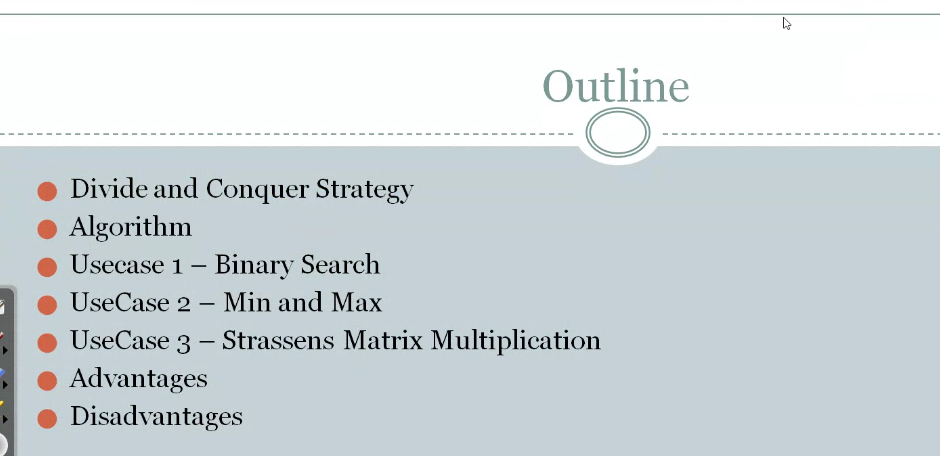 Outline
Divide and Conquer Strategy
Algorithm
Usecase 1 – Binary Search
UseCase 2 – Min and Max
UseCase 3 – Strassens Matrix Multiplication
Advantages
Disadvantages